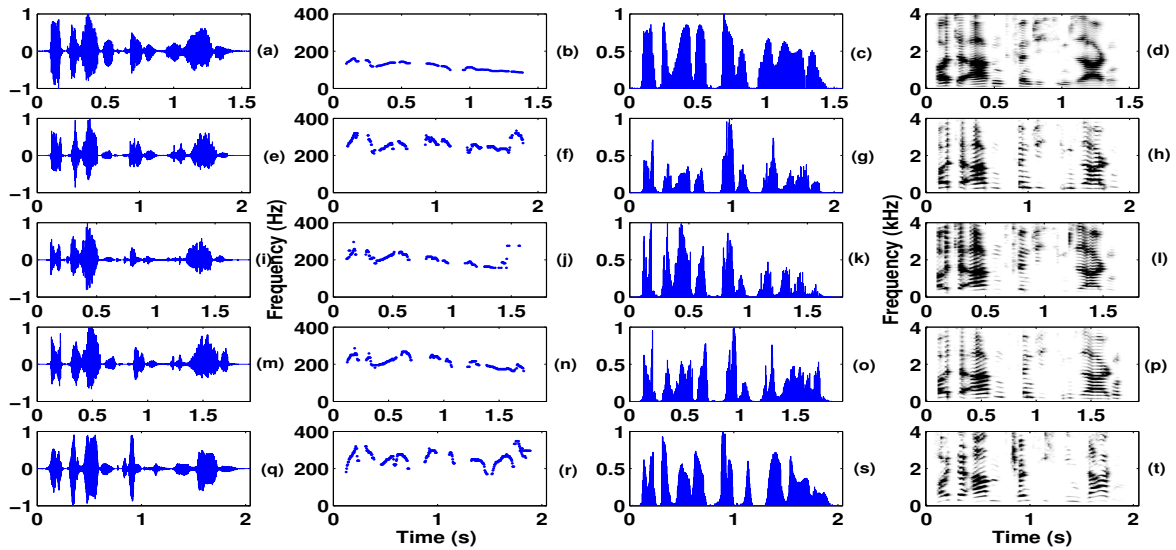 1
0
−1
0 0.5 1 1.5
(a)
400
200
0
0 0.5 1 1.5
(b)
1
0.5
0
0 0.5 1 1.5
(c)
4
2
0
0 0.5 1 1.5
(d)
1
0
−1
0 1 2
(e)
400
200
0
0 1 2
(f)
1
0.5
0
0 1 2
(g)
4
2
0
0 1 2
(h)
1
0
−1
0 0.5 1 1.5
(i)
400
200
0
0 0.5 1 1.5
(j)
1
0.5
0
0 0.5 1 1.5
(k)
4
2
0
0 0.5 1 1.5
(l)
Frequency (Hz)
Frequency (kHz)
1
0
−1
0 0.5 1 1.5
(m)
400
200
0
0 0.5 1 1.5
(n)
1
0.5
0
0 0.5 1 1.5
(o)
4
2
0
0 0.5 1 1.5
(p)
1
0
−1
0 1 2
(q)
400
200
0
0 1 2
(r)
1
0.5
0
0 1 2
(s)
4
2
0
0 1 2
(t)
Time (s)
Time (s)